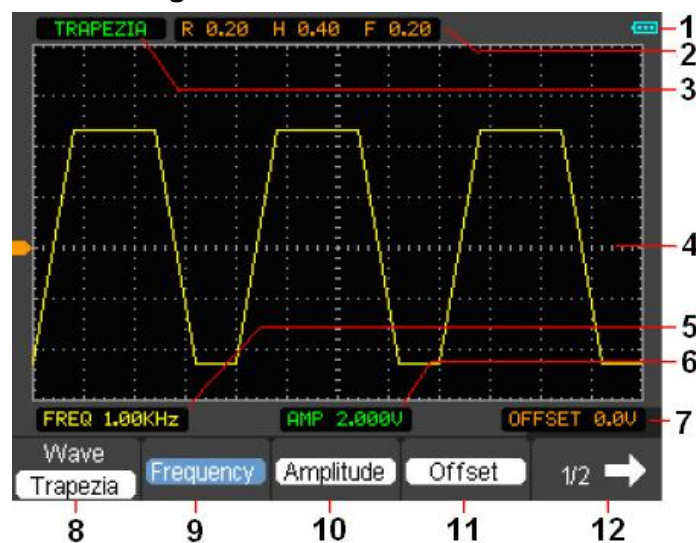 TRAPEZIA R 0.20 H 0.40 F 0.20 1
2
3
4
5
6
FREQ 1.00KHz AMP 2.000V OFFSET 0.0V 7
Wave
Trapezia Frequency Amplitude Offset 1/2
8 9 10 11 12